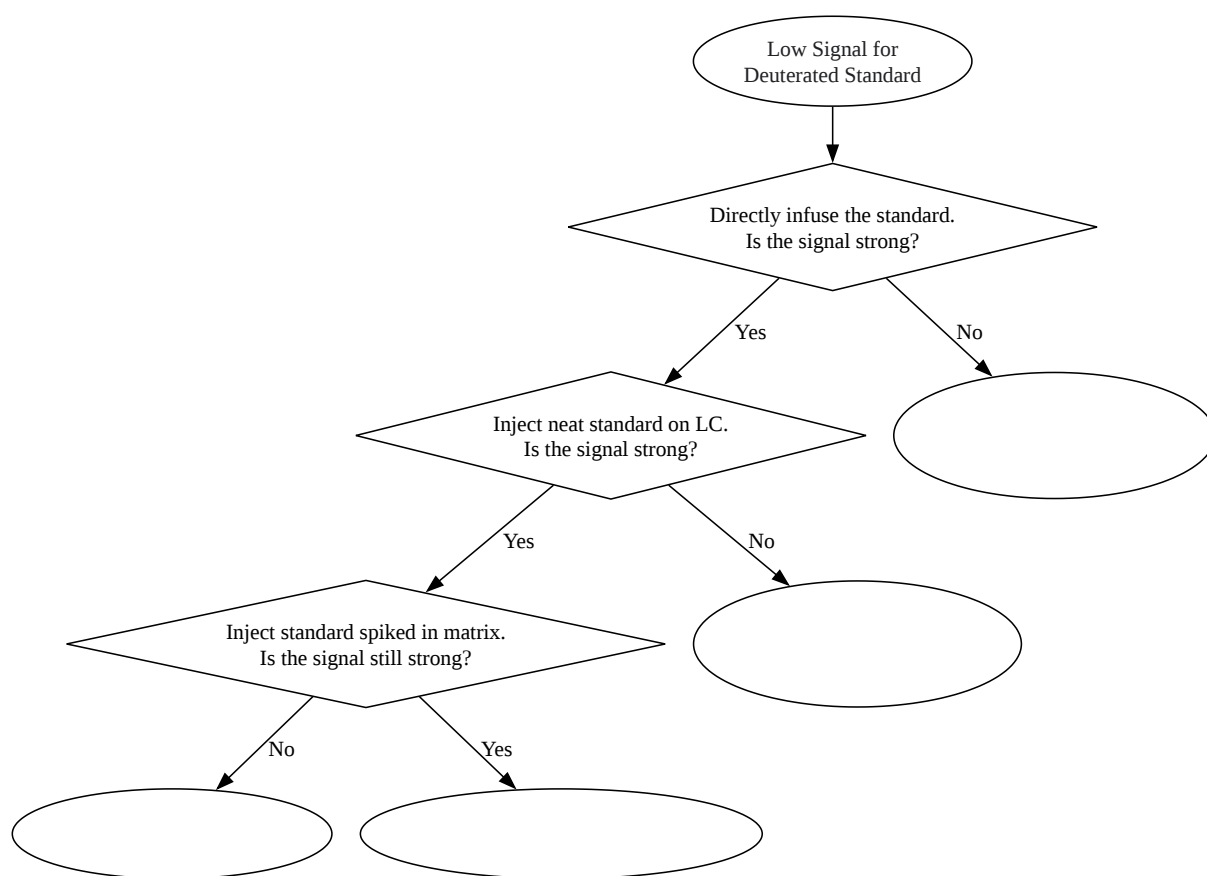 Low Signal for
Deuterated Standard
Directly infuse the standard.
Is the signal strong?
Yes
No
Inject neat standard on LC.
Is the signal strong?
Yes
No
Inject standard spiked in matrix.
Is the signal still strong?
No
Yes